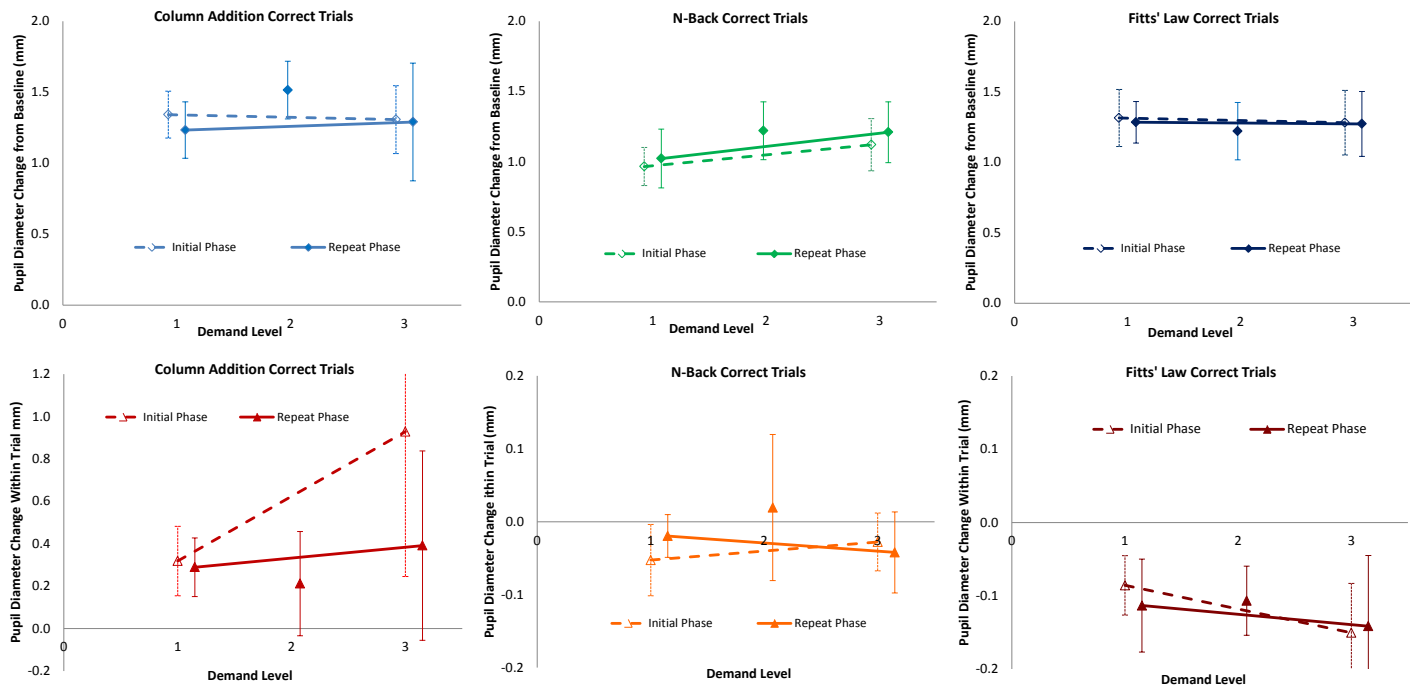 Column Addition Correct Trials
Pupil Diameter Change from Baseline (mm)
2.0
1.5
1.0
0.5
0.0
0 1 2 3
Initial Phase Repeat Phase
Demand Level
N-Back Correct Trials
Pupil Diameter Change from Baseline (mm)
2.0
1.5
1.0
0.5
0.0
0 1 2 3
Initial Phase Repeat Phase
Demand Level
Fitts' Law Correct Trials
Pupil Diameter Change from Baseline (mm)
2.0
1.5
1.0
0.5
0.0
0 1 2 3
Initial Phase Repeat Phase
Demand Level
Column Addition Correct Trials
Pupil Diameter Change Within Trial mm)
1.2
1.0
0.8
0.6
0.4
0.2
0.0
-0.2
0 1 2 3
Initial Phase Repeat Phase
Demand Level
N-Back Correct Trials
Pupil Diameter Change ithin Trial (mm)
0.2
0.1
0.0
-0.1
-0.2
0 1 2 3
Initial Phase Repeat Phase
Demand Level
Fitts' Law Correct Trials
Pupil Diameter Change Within Trial (mm)
0.2
0.1
0.0
-0.1
-0.2
0 1 2 3
Initial Phase Repeat Phase
Demand Level